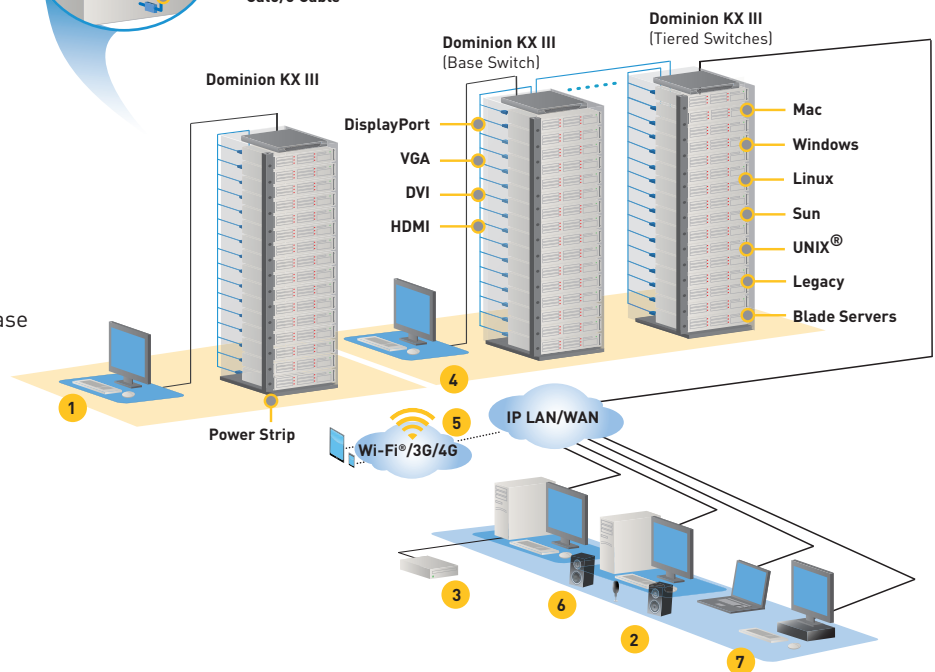 Dominion KX III
(Tiered Switches)
Dominion KX III
(Base Switch)
Dominion KX III
DisplayPort
VGA
DVI
HDMI
Mac
Windows
Linux
Sun
UNIX®
Legacy
Blade Servers
1
4
Power Strip
5
Wi-Fi®/3G/4G
IP LAN/WAN
3
6
2
7